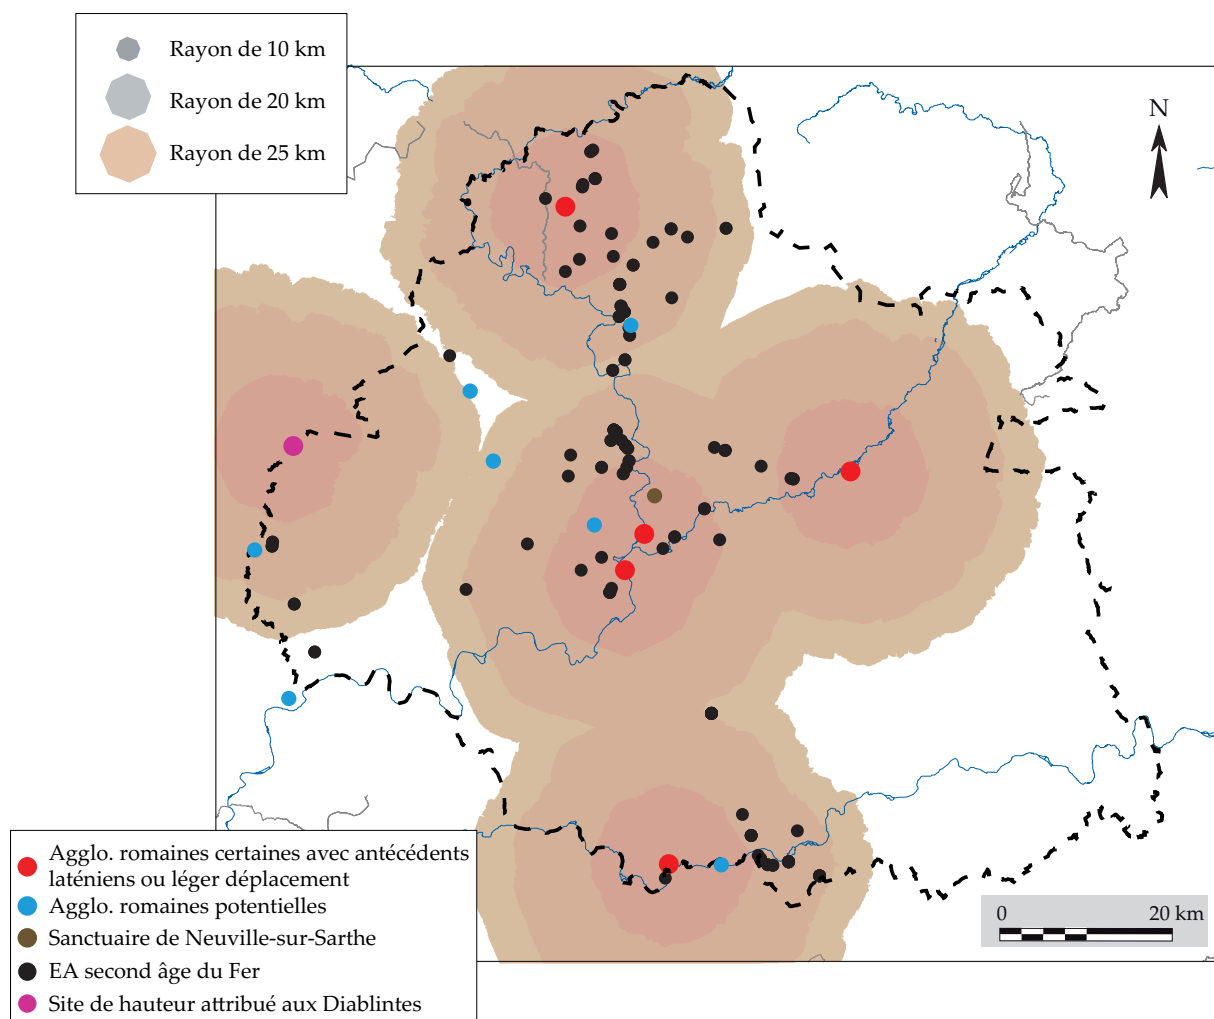 Rayon de 10 km
Rayon de 20 km
Rayon de 25 km
N
Agglo. romaines certaines avec antécédents
laténiens ou léger déplacement
Agglo. romaines potentielles
Sanctuaire de Neuville-sur-Sarthe
EA second âge du Fer
Site de hauteur attribué aux Diablintes
0 20 km